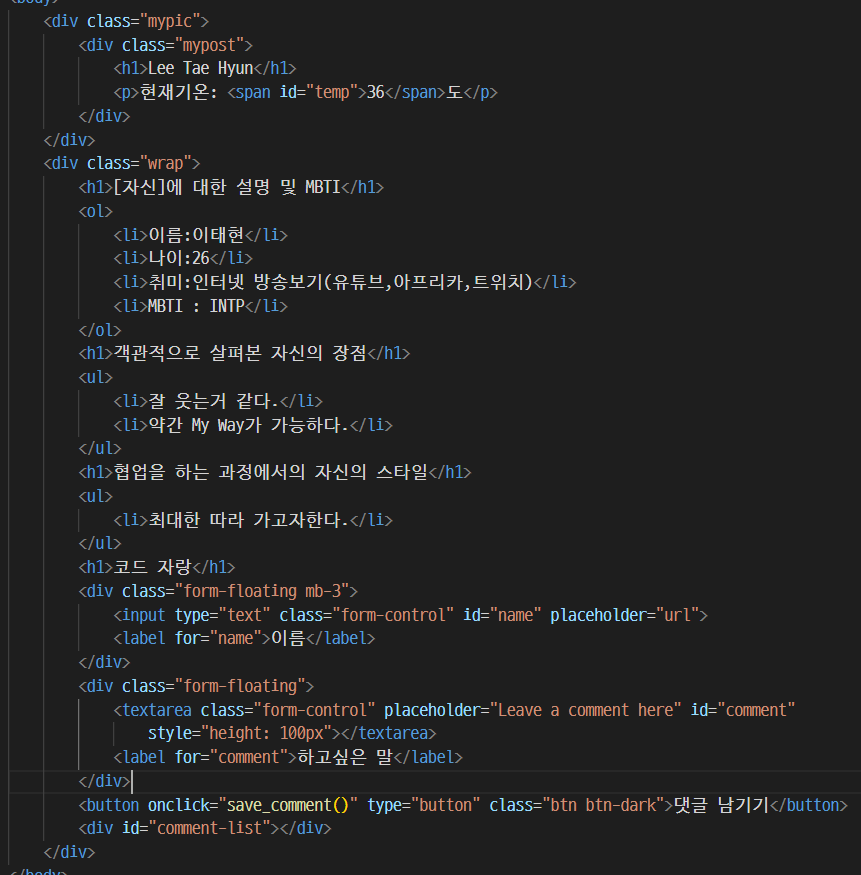 <body>
<div class="mypic">
<div class="mypost">
<h1>Lee Tae Hyun</h1>
<p>현재기온: <span id="temp">36</span>도</p>
</div>
</div>
<div class="wrap">
<h1>[자신]에 대한 설명 및 MBTI</h1>
<ol>
<li>이름:이태현</li>
<li>나이:26</li>
<li>취미:인터넷 방송보기(유튜브,아프리카,트위치)</li>
<li>MBTI : INTP</li>
</ol>
<h1>객관적으로 살펴본 자신의 장점</h1>
<ul>
<li>잘 웃는거 같다.</li>
<li>약간 My Way가 가능하다.</li>
</ul>
<h1>협업을 하는 과정에서의 자신의 스타일</h1>
<ul>
<li>최대한 따라 가고자한다.</li>
</ul>
<h1>코드 자랑</h1>
<div class="form-floating mb-3">
<input type="text" class="form-control" id="name" placeholder="url">
<label for="name">이름</label>
</div>
<div class="form-floating">
<textarea class="form-control" placeholder="Leave a comment here" id="comment"
style="height: 100px"></textarea>
<label for="comment">하고싶은 말</label>
</div>
<button onclick="save_comment()" type="button" class="btn btn-dark">댓글 남기기</button>
<div id="comment-list"></div>
</div>
</body>